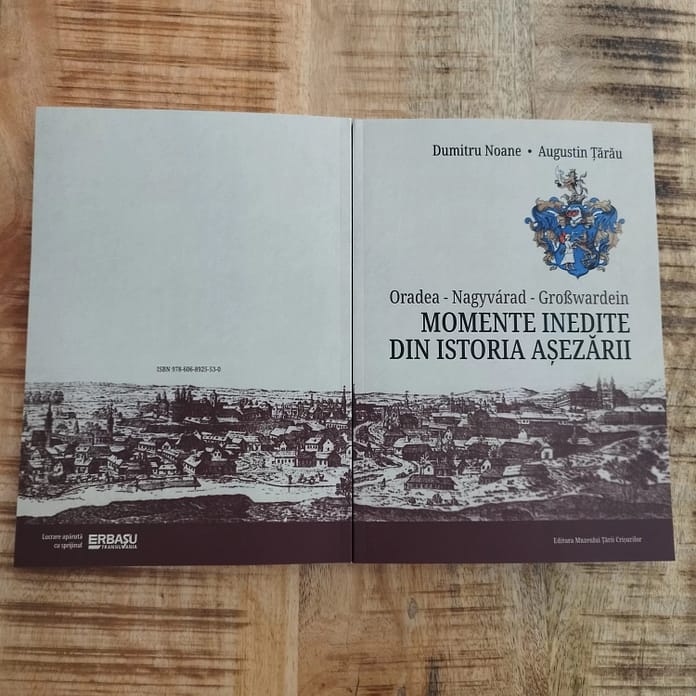 Dumitru Noane • Augustin Țărău
Oradea - Nagyvárad - Großwardein
MOMENTE INEDITE
DIN ISTORIA AȘEZĂRII
Editura Muzeului Țării Crișurilor
ISBN 978-606-8925-53-0
Lucrare apărută
cu sprijinul
ERBAȘU
TRANSILVANIA